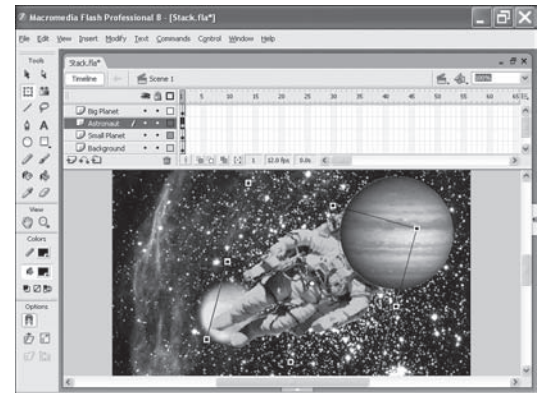 Macromedia Flash Professional 8 - [Stack.fla*]
File Edit View Insert Modify Text Commands Control Window Help
Tools
Stack.fla*
Timeline Scene 1
5 10 15 20 25 30 35 40 45 50 55 60 65
Big Planet
Astronaut
Small Planet
Background
1 12.0 fps 0.0s
View
Colors
Options